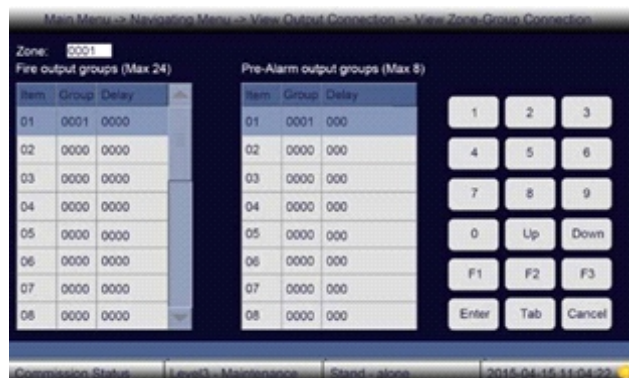 Main Menu -> Navigating Menu -> View Output Connection -> View Zone-Group Connection
Zone: 0001
Fire output groups (Max 24)
Pre-Alarm output groups (Max 8)
Item Group Delay
01 0001 0000
02 0000 0000
03 0000 0000
04 0000 0000
05 0000 0000
06 0000 0000
07 0000 0000
08 0000 0000
Item Group Delay
01 0001 000
02 0000 000
03 0000 000
04 0000 000
05 0000 000
06 0000 000
07 0000 000
08 0000 000
1 2 3
4 5 6
7 8 9
0 Up Down
F1 F2 F3
Enter Tab Cancel
Commission Status Level3 - Maintenance Stand - alone 2015-04-15 11:04:22